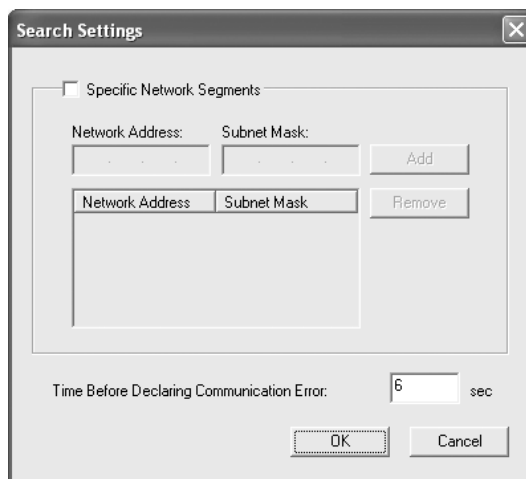 Search Settings
Specific Network Segments
Network Address: Subnet Mask:
. . . . . . Add
Network Address Subnet Mask Remove
Time Before Declaring Communication Error: 6 sec
OK Cancel